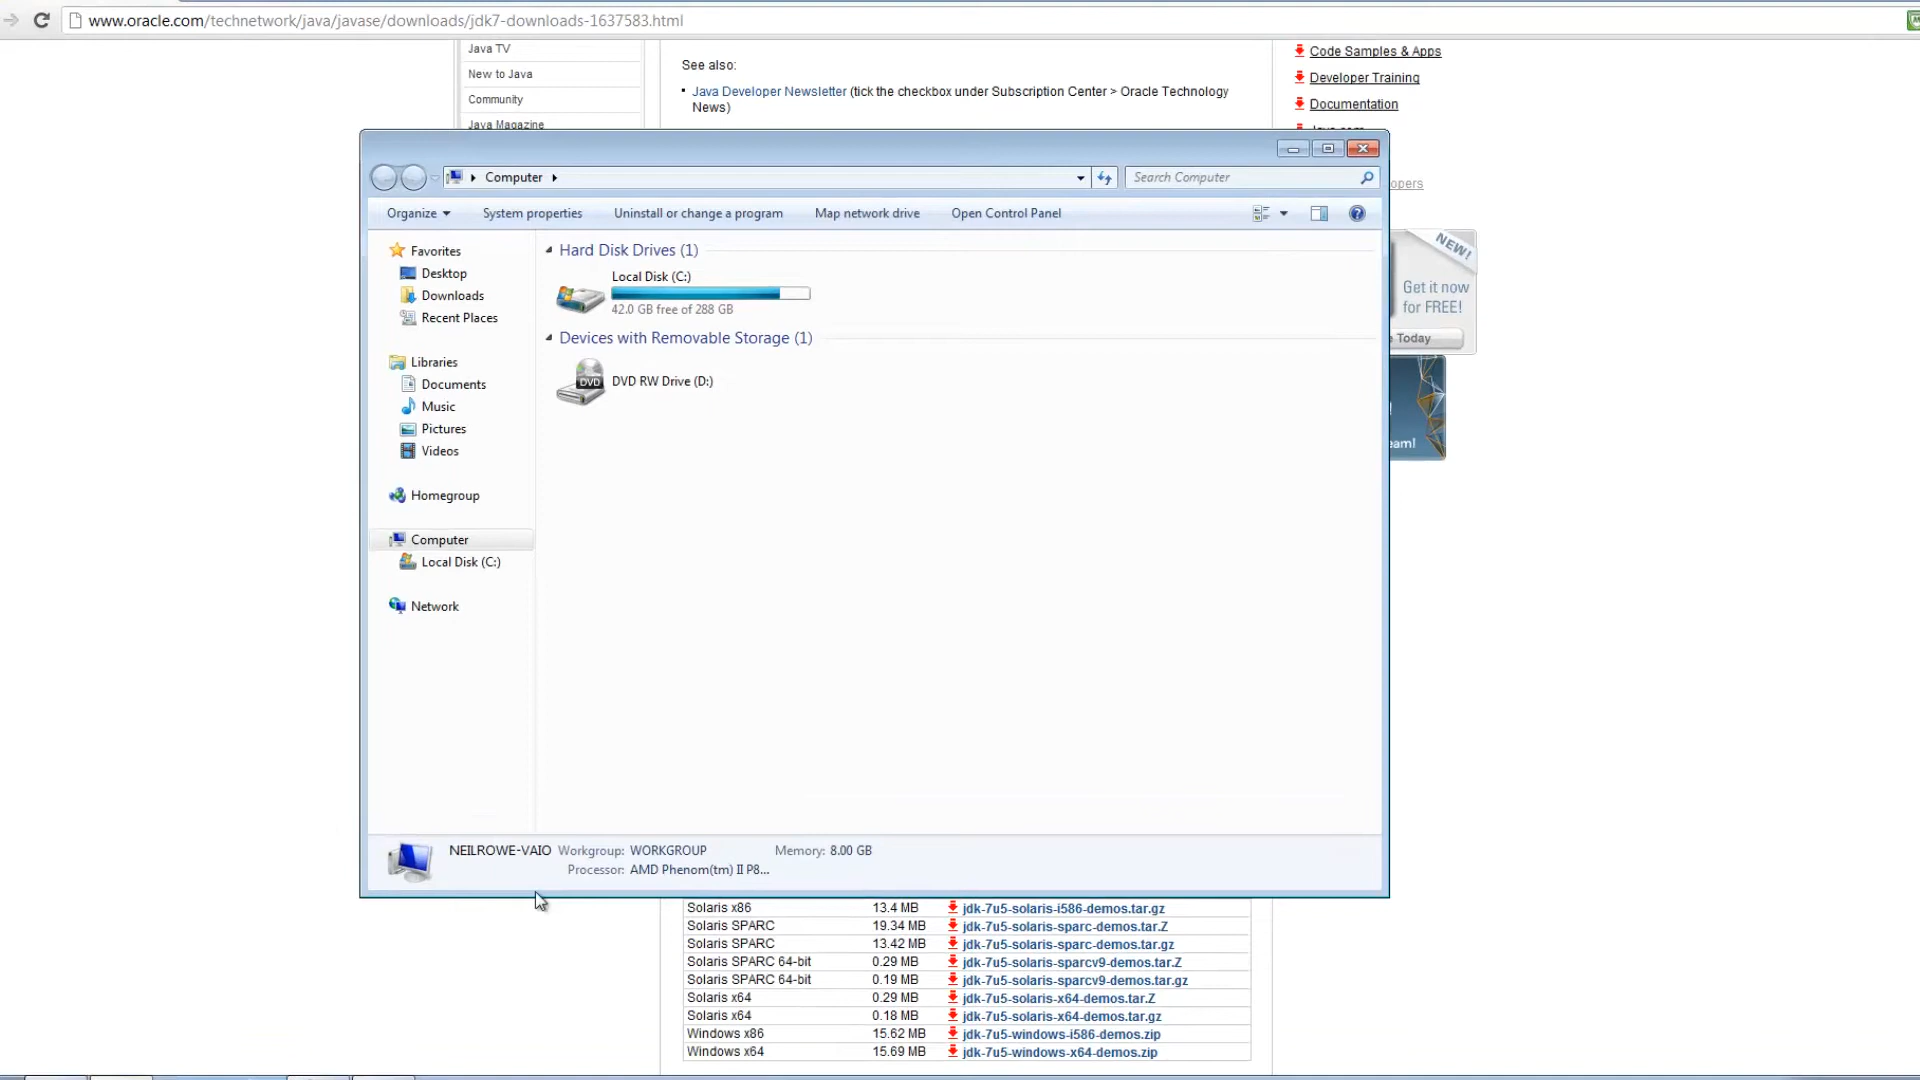 www.oracle.com/technetwork/java/javase/downloads/jdk7-downloads-1637583.html
Java TV
New to Java
Community
Java Magazine
See also:
Java Developer Newsletter (tick the checkbox under Subscription Center > Oracle Technology
News)
Code Samples & Apps
Developer Training
Documentation
Computer
Search Computer
Organize
System properties
Uninstall or change a program
Map network drive
Open Control Panel
Favorites
Desktop
Downloads
Recent Places
Libraries
Documents
Music
Pictures
Videos
Homegroup
Computer
Local Disk (C:)
Network
Hard Disk Drives (1)
Local Disk (C:)
42.0 GB free of 288 GB
Devices with Removable Storage (1)
DVD
DVD RW Drive (D:)
NEW!
Get it now
for FREE!
Today
NEILROWE-VAIO Workgroup: WORKGROUP Memory: 8.00 GB
Processor: AMD Phenom(tm) II P8...
Solaris x86 13.4 MB jdk-7u5-solaris-i586-demos.tar.gz
Solaris SPARC 19.34 MB jdk-7u5-solaris-sparc-demos.tar.Z
Solaris SPARC 13.42 MB jdk-7u5-solaris-sparc-demos.tar.gz
Solaris SPARC 64-bit 0.29 MB jdk-7u5-solaris-sparcv9-demos.tar.Z
Solaris SPARC 64-bit 0.19 MB jdk-7u5-solaris-sparcv9-demos.tar.gz
Solaris x64 0.29 MB jdk-7u5-solaris-x64-demos.tar.Z
Solaris x64 0.18 MB jdk-7u5-solaris-x64-demos.tar.gz
Windows x86 15.62 MB jdk-7u5-windows-i586-demos.zip
Windows x64 15.69 MB jdk-7u5-windows-x64-demos.zip